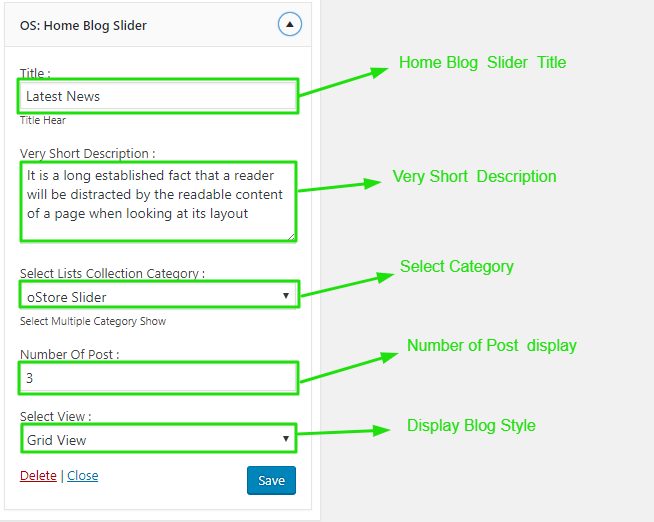 OS: Home Blog Slider
Title :
Home Blog Slider Title
Latest News
Title Hear
Very Short Description :
It is a long established fact that a reader
will be distracted by the readable content
of a page when looking at its layout
Very Short Description
Select Lists Collection Category :
Select Category
oStore Slider
Select Multiple Category Show
Number Of Post :
Number of Post display
3
Select View :
Display Blog Style
Grid View
Delete | Close
Save